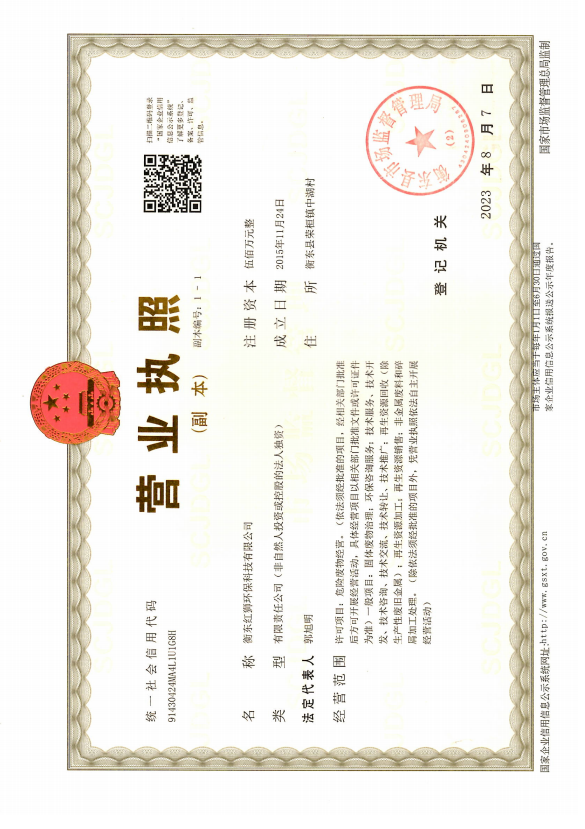 统一社会信用代码
91430424MA4L1U1G8H
营业执照
(副 本)
副本编号：1－1
扫描二维码登录
“国家企业信用
信息公示系统”
了解更多登记、
备案、许可、监
管信息。
名 称 衡东红狮环保科技有限公司
类 型 有限责任公司（非自然人投资或控股的法人独资）
法定代表人 郭旭明
经营范围 许可项目：危险废物经营。（依法须经批准的项目，经相关部门批准
后方可开展经营活动，具体经营项目以相关部门批准文件或许可证件
为准）一般项目：固体废物治理；环保咨询服务；技术服务、技术开
发、技术咨询、技术交流、技术转让、技术推广；再生资源回收（除
生产性废旧金属）；再生资源加工；再生资源销售；非金属废料和碎
屑加工处理。（除依法须经批准的项目外，凭营业执照依法自主开展
经营活动）
注册资本 伍佰万元整
成立日期 2015年11月24日
住 所 衡东县荣桓镇中湖村
登记机关
衡东县市场监督管理局
(2)
2023 年 8 月 7 日
国家企业信用信息公示系统网址:http://www.gsxt.gov.cn
市场主体应当于每年1月1日至6月30日通过国
家企业信用信息公示系统报送公示年度报告。
国家市场监督管理总局监制